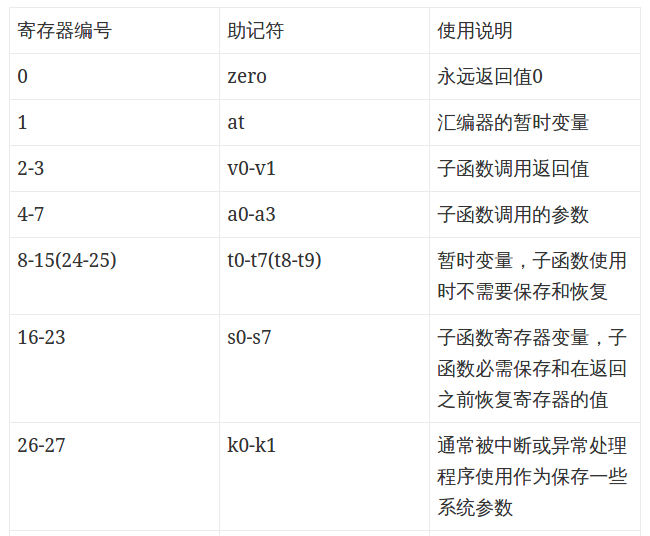 寄存器编号 助记符 使用说明
0 zero 永远返回值0
1 at 汇编器的暂时变量
2-3 v0-v1 子函数调用返回值
4-7 a0-a3 子函数调用的参数
8-15(24-25) t0-t7(t8-t9) 暂时变量，子函数使用
时不需要保存和恢复
16-23 s0-s7 子函数寄存器变量，子
函数必需保存和在返回
之前恢复寄存器的值
26-27 k0-k1 通常被中断或异常处理
程序使用作为保存一些
系统参数